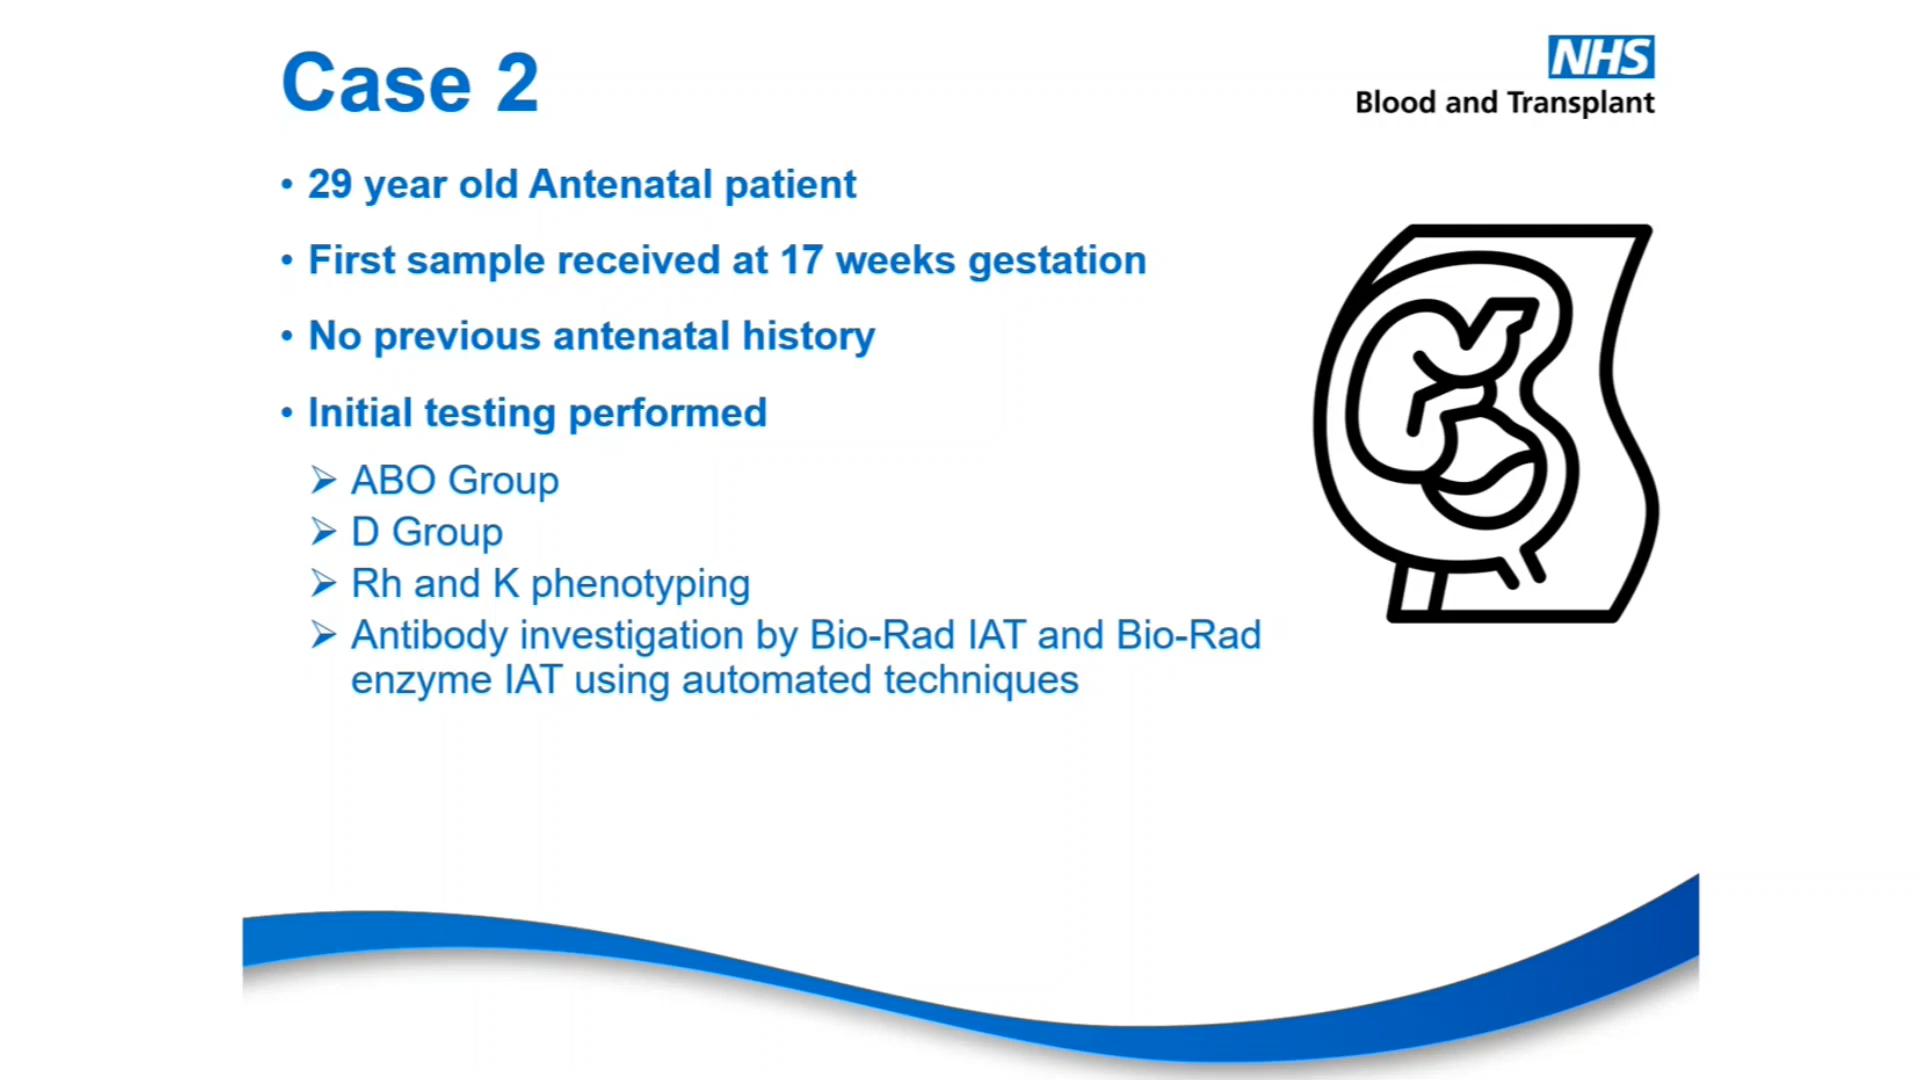 Case 2
NHS
Blood and Transplant
• 29 year old Antenatal patient
• First sample received at 17 weeks gestation
• No previous antenatal history
• Initial testing performed
➢ ABO Group
➢ D Group
➢ Rh and K phenotyping
➢ Antibody investigation by Bio-Rad IAT and Bio-Rad
enzyme IAT using automated techniques